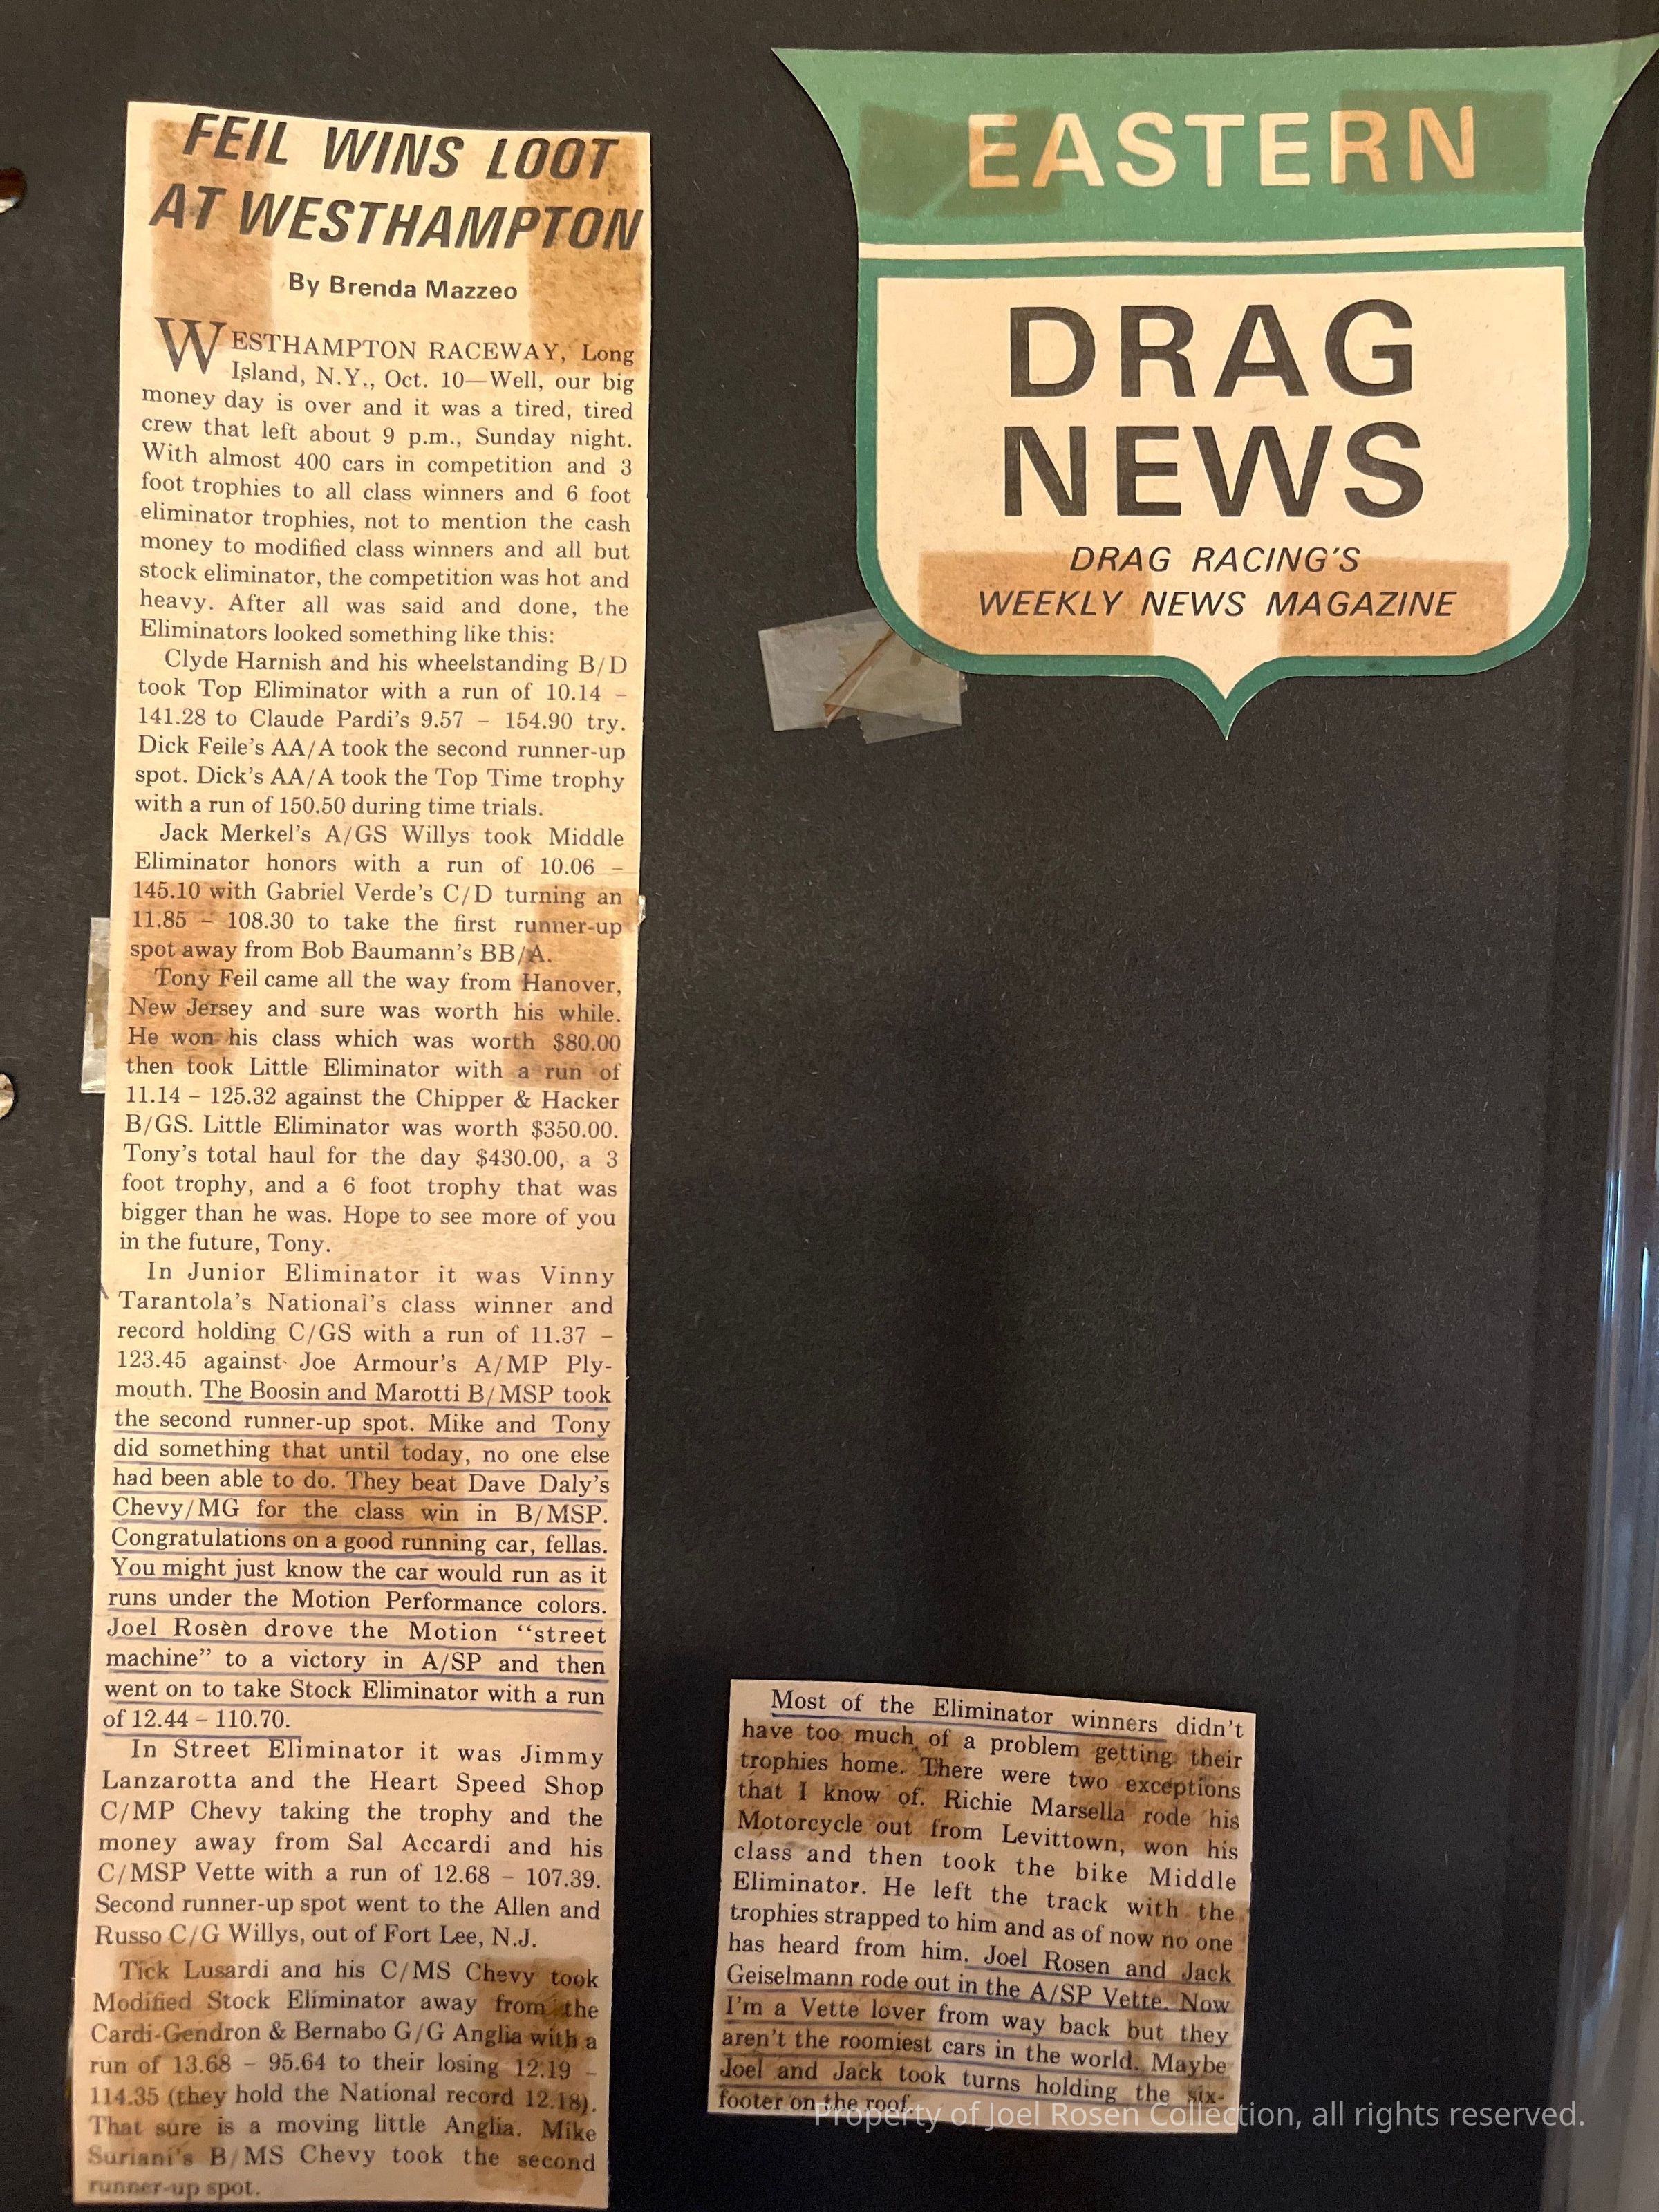 FEIL WINS LOOT
AT WESTHAMPTON
By Brenda Mazzeo
WESTHAMPTON RACEWAY, Long
Island, N.Y., Oct. 10—Well, our big
money day is over and it was a tired, tired
crew that left about 9 p.m., Sunday night.
With almost 400 cars in competition and 3
foot trophies to all class winners and 6 foot
eliminator trophies, not to mention the cash
money to modified class winners and all but
stock eliminator, the competition was hot and
heavy. After all was said and done, the
Eliminators looked something like this:
Clyde Harnish and his wheelstanding B/D
took Top Eliminator with a run of 10.14 –
141.28 to Claude Pardi's 9.57 – 154.90 try.
Dick Feile's AA/A took the second runner-up
spot. Dick's AA/A took the Top Time trophy
with a run of 150.50 during time trials.
Jack Merkel's A/GS Willys took Middle
Eliminator honors with a run of 10.06 –
145.10 with Gabriel Verde's C/D turning an
11.85 – 108.30 to take the first runner-up
spot away from Bob Baumann's BB/A.
Tony Feil came all the way from Hanover,
New Jersey and sure was worth his while.
He won his class which was worth $80.00
then took Little Eliminator with a run of
11.14 – 125.32 against the Chipper & Hacker
B/GS. Little Eliminator was worth $350.00.
Tony's total haul for the day $430.00, a 3
foot trophy, and a 6 foot trophy that was
bigger than he was. Hope to see more of you
in the future, Tony.
In Junior Eliminator it was Vinny
Tarantola's National's class winner and
record holding C/GS with a run of 11.37 –
123.45 against Joe Armour's A/MP Ply-
mouth. The Boosin and Marotti B/MSP took
the second runner-up spot. Mike and Tony
did something that until today, no one else
had been able to do. They beat Dave Daly's
Chevy/MG for the class win in B/MSP.
Congratulations on a good running car, fellas.
You might just know the car would run as it
runs under the Motion Performance colors.
Joel Rosèn drove the Motion "street
machine" to a victory in A/SP and then
went on to take Stock Eliminator with a run
of 12.44 – 110.70.
In Street Eliminator it was Jimmy
Lanzarotta and the Heart Speed Shop
C/MP Chevy taking the trophy and the
money away from Sal Accardi and his
C/MSP Vette with a run of 12.68 – 107.39.
Second runner-up spot went to the Allen and
Russo C/G Willys, out of Fort Lee, N.J.
Tick Lusardi and his C/MS Chevy took
Modified Stock Eliminator away from the
Cardi-Gendron & Bernabo G/G Anglia with a
run of 13.68 – 95.64 to their losing 12.19 –
114.35 (they hold the National record 12.18).
That sure is a moving little Anglia. Mike
Suriani's B/MS Chevy took the second
runner-up spot.
EASTERN
DRAG
NEWS
DRAG RACING'S
WEEKLY NEWS MAGAZINE
Most of the Eliminator winners didn't
have too much of a problem getting their
trophies home. There were two exceptions
that I know of. Richie Marsella rode his
Motorcycle out from Levittown, won his
class and then took the bike Middle
Eliminator. He left the track with the
trophies strapped to him and as of now no one
has heard from him. Joel Rosen and Jack
Geiselmann rode out in the A/SP Vette. Now
I'm a Vette lover from way back but they
aren't the roomiest cars in the world. Maybe
Joel and Jack took turns holding the six-
footer on the roof.
Property of Joel Rosen Collection, all rights reserved.